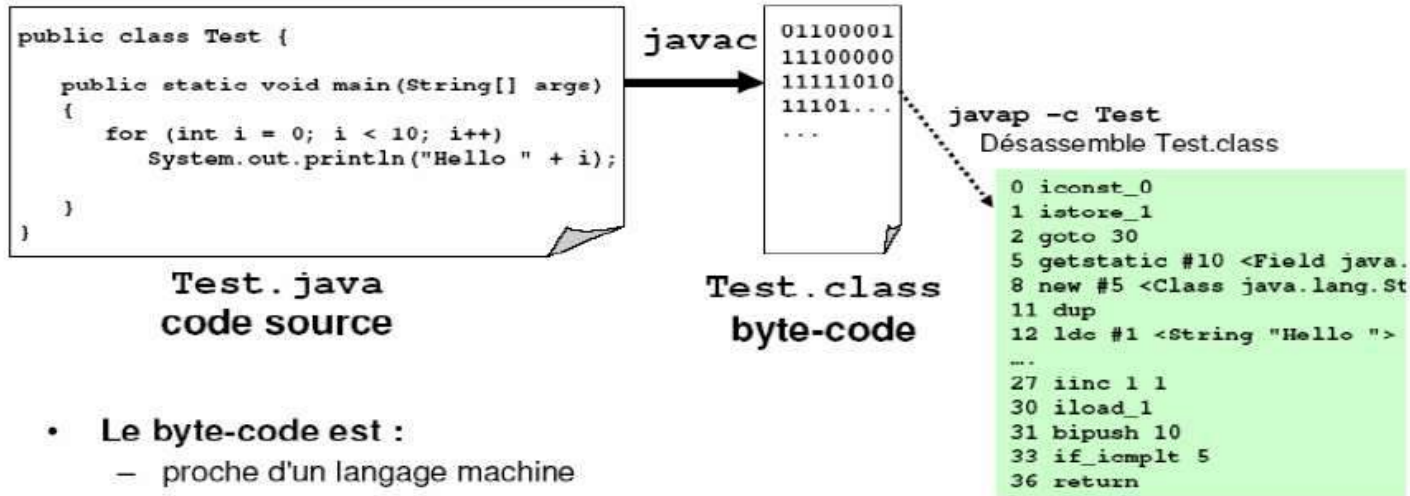 public class Test {
public static void main(String[] args)
{
for (int i = 0; i < 10; i++)
System.out.println("Hello " + i);
}
}
Test.java
code source
javac
01100001
11100000
11111010
11101...
...
Test.class
byte-code
javap -c Test
Désassemble Test.class
0 iconst_0
1 istore_1
2 goto 30
5 getstatic #10 <Field java.
8 new #5 <Class java.lang.St
11 dup
12 ldc #1 <String "Hello ">
….
27 iinc 1 1
30 iload_1
31 bipush 10
33 if_icmplt 5
36 return
• Le byte-code est :
– proche d'un langage machine